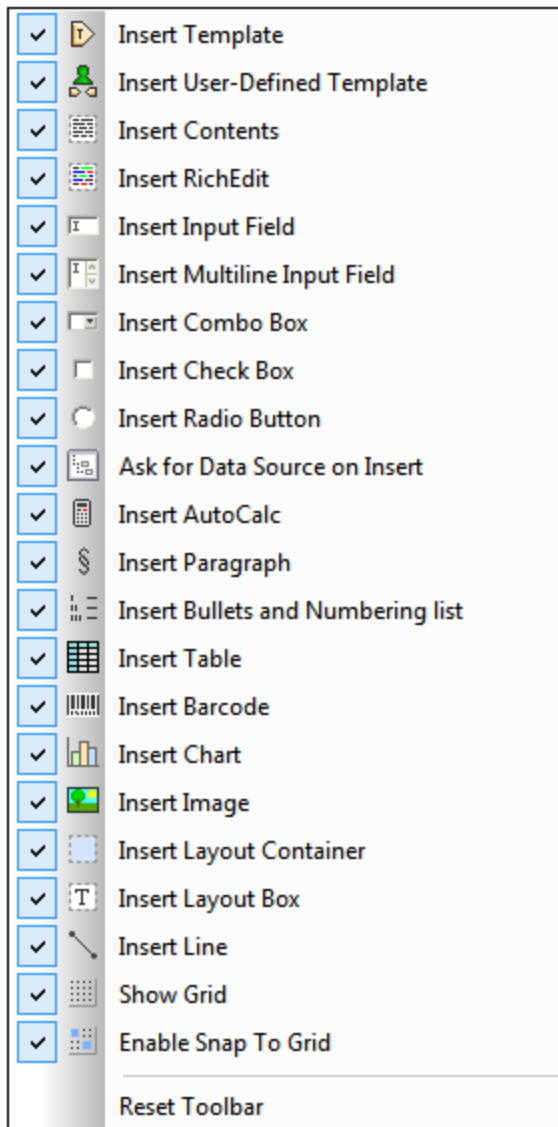 Insert Template
Insert User-Defined Template
Insert Contents
Insert RichEdit
Insert Input Field
Insert Multiline Input Field
Insert Combo Box
Insert Check Box
Insert Radio Button
Ask for Data Source on Insert
Insert AutoCalc
Insert Paragraph
Insert Bullets and Numbering list
Insert Table
Insert Barcode
Insert Chart
Insert Image
Insert Layout Container
Insert Layout Box
Insert Line
Show Grid
Enable Snap To Grid
Reset Toolbar